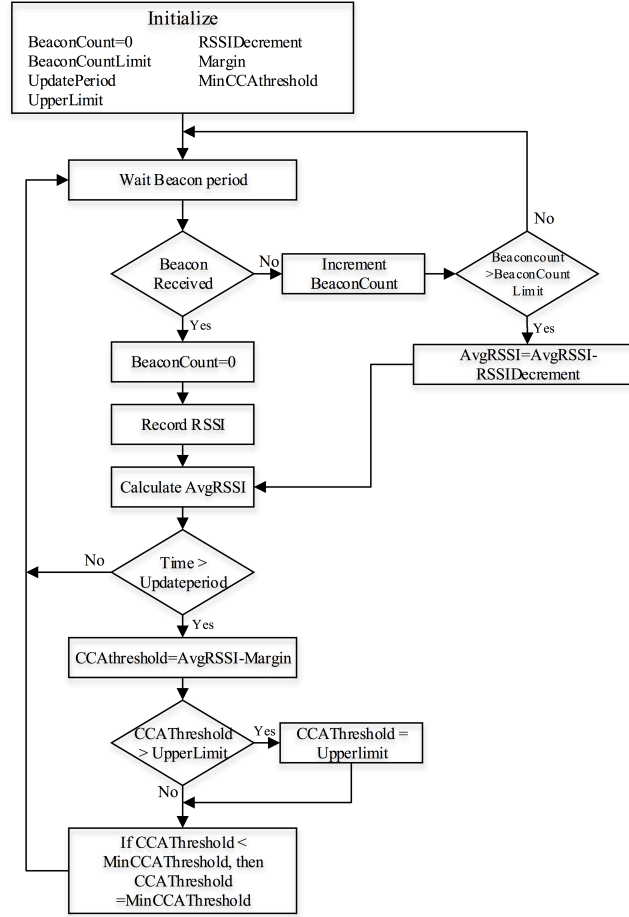 Initialize
BeaconCount=0
RSSIDecrement
BeaconCountLimit
Margin
UpdatePeriod
MinCCAthreshold
UpperLimit
Wait Beacon period
No
Beacon
Received
No
Increment
BeaconCount
Beaconcount
>BeaconCount
Limit
Yes
Yes
BeaconCount=0
AvgRSSI=AvgRSSI-
RSSIDecrement
Record RSSI
Calculate AvgRSSI
No
Time >
Updateperiod
Yes
CCAthreshold=AvgRSSI-Margin
CCAThreshold
> UpperLimit
Yes
CCAThreshold =
Upperlimit
No
If CCAThreshold <
MinCCAThreshold, then
CCAThreshold
=MinCCAThreshold